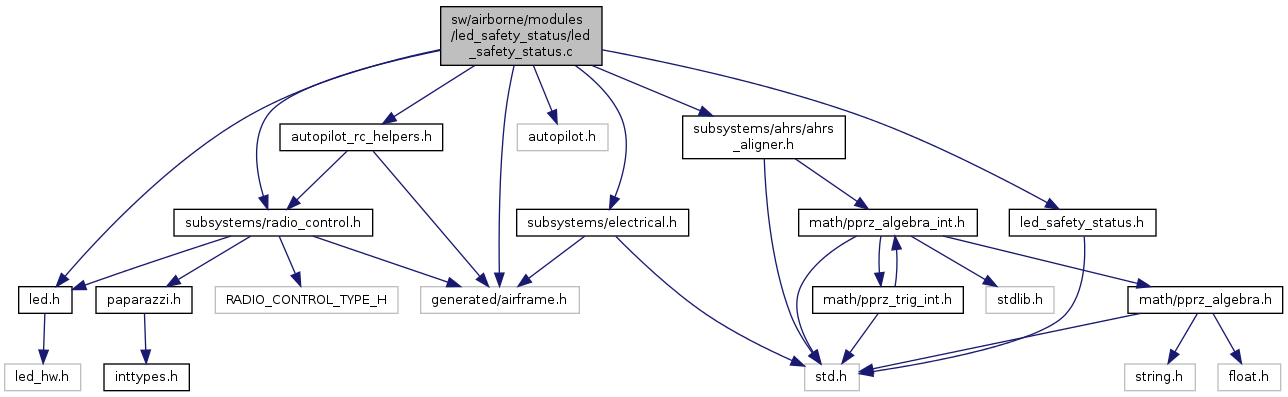 sw/airborne/modules
/led_safety_status/led
_safety_status.c
autopilot_rc_helpers.h
autopilot.h
subsystems/ahrs/ahrs
_aligner.h
subsystems/radio_control.h
subsystems/electrical.h
math/pprz_algebra_int.h
led_safety_status.h
led.h
paparazzi.h
RADIO_CONTROL_TYPE_H
generated/airframe.h
math/pprz_trig_int.h
stdlib.h
math/pprz_algebra.h
led_hw.h
inttypes.h
std.h
string.h
float.h